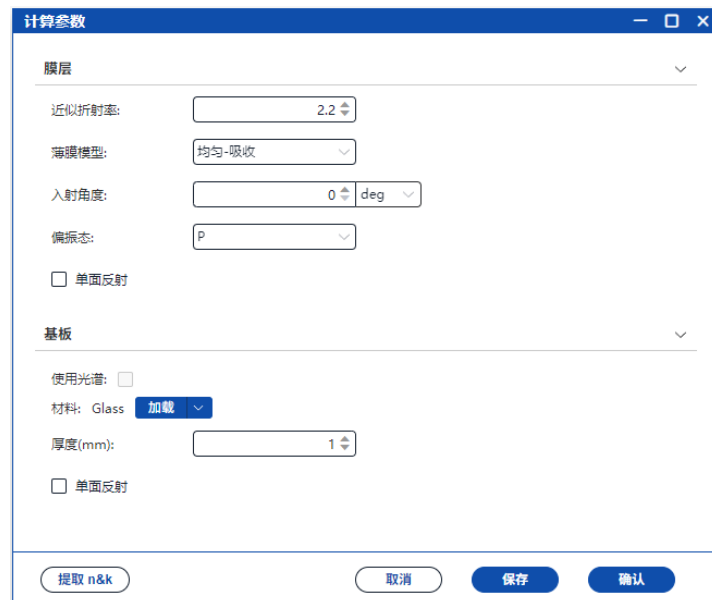 计算参数
膜层
近似折射率: 2.2
薄膜模型: 均匀-吸收
入射角度: 0 deg
偏振态: P
单面反射
基板
使用光谱:
材料: Glass 加载
厚度(mm): 1
单面反射
提取 n&k 取消 保存 确认